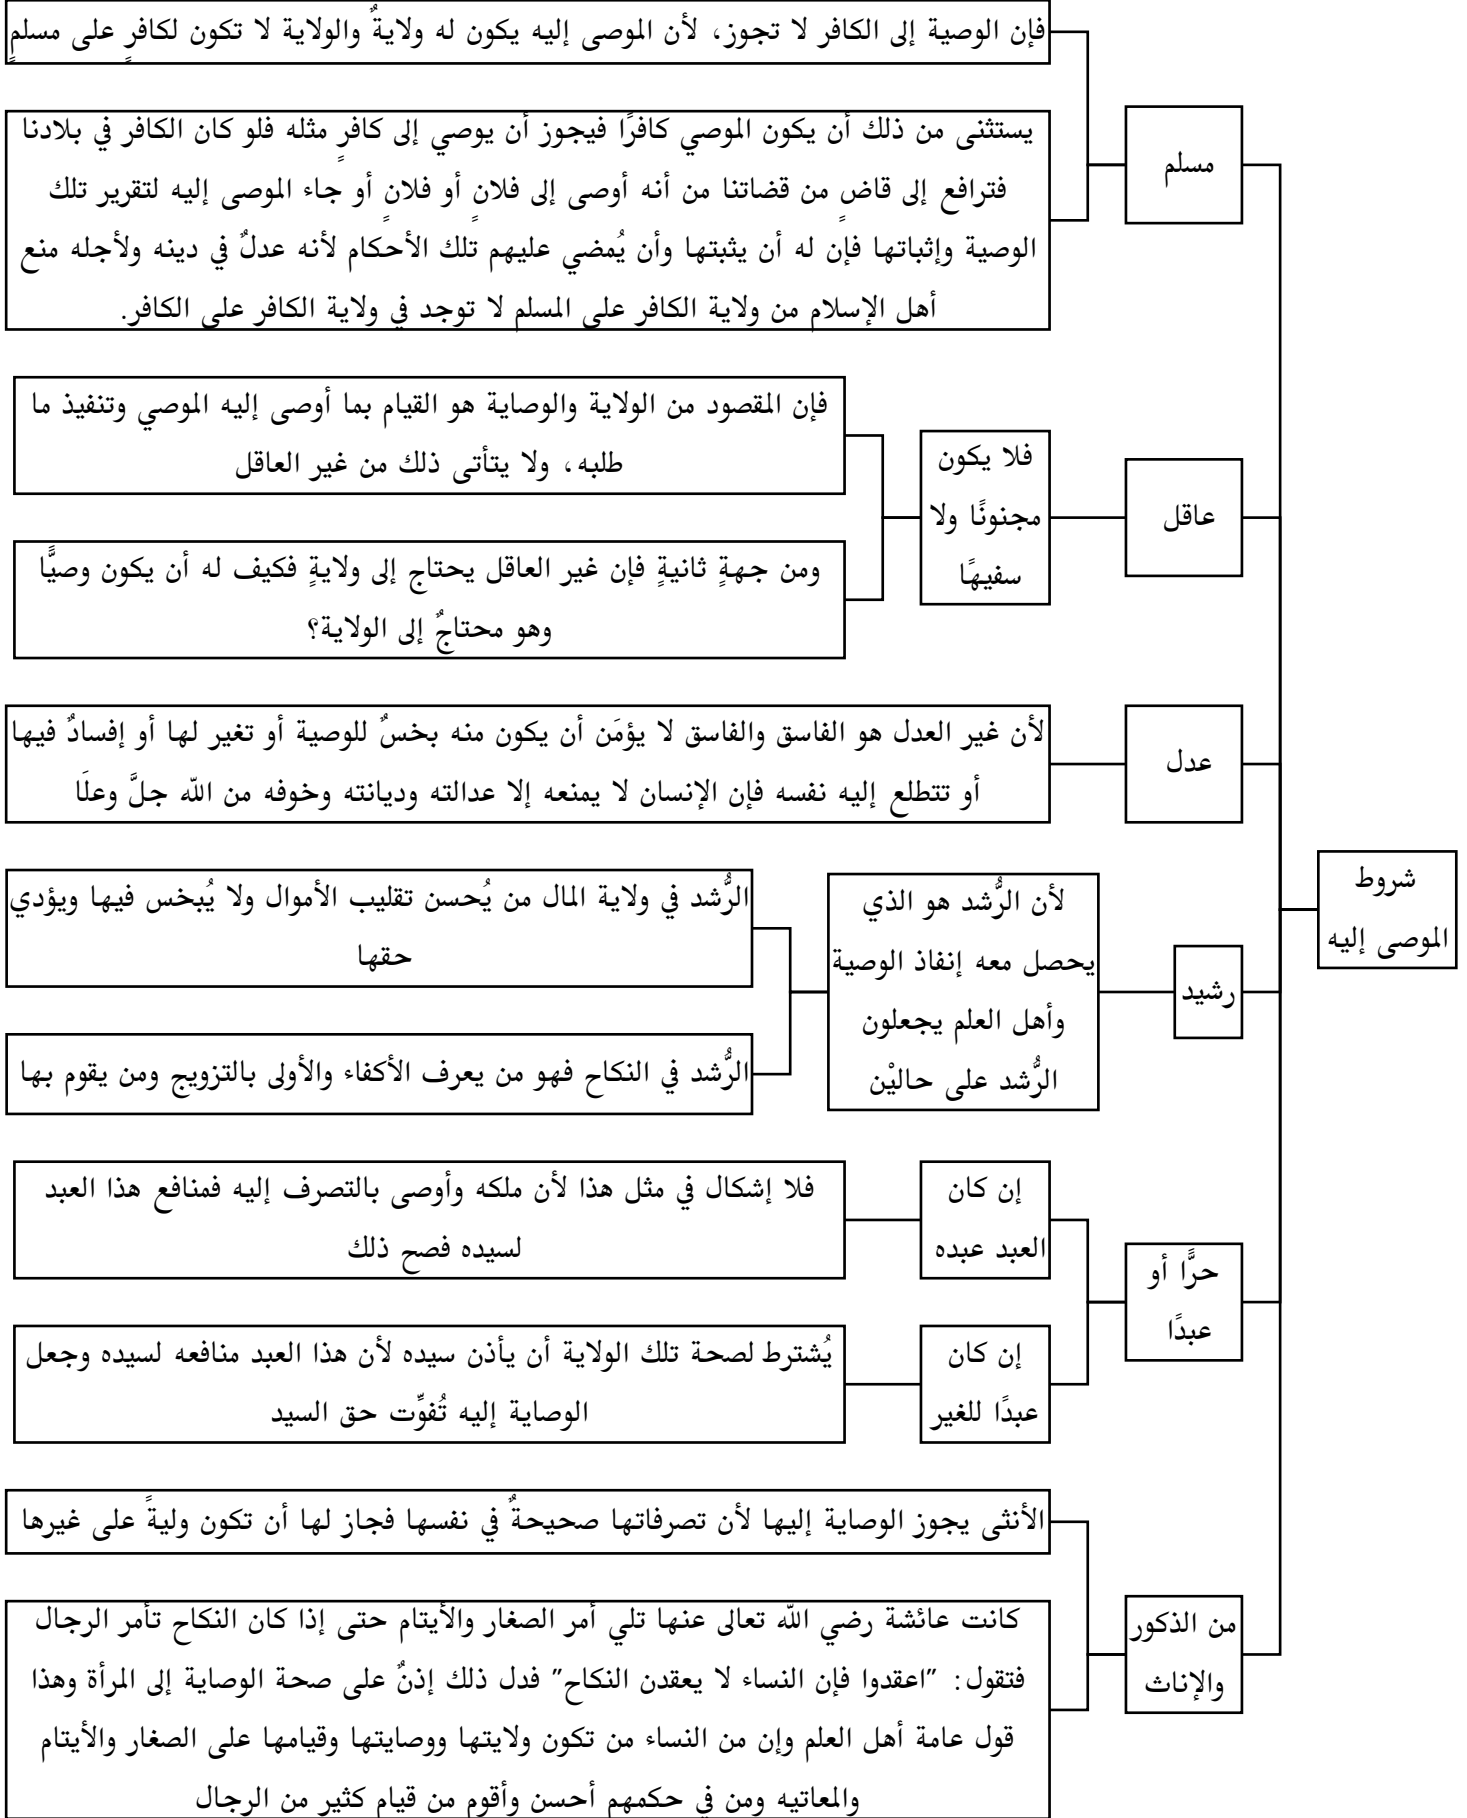 شروط
الموصى إليه
مسلم
فإن الوصية إلى الكافر لا تجوز، لأن الموصى إليه يكون له ولايةٌ والولاية لا تكون لكافرٍ على مسلمٍ
يستثنى من ذلك أن يكون الموصي كافرًا فيجوز أن يوصي إلى كافرٍ مثله فلو كان الكافر في بلادنا
فترافع إلى قاضٍ من قضاتنا من أنه أوصى إلى فلانٍ أو فلانٍ أو جاء الموصى إليه لتقرير تلك
الوصية وإثباتها فإن له أن يثبتها وأن يُمضي عليهم تلك الأحكام لأنه عدلٌ في دينه ولأجله منع
أهل الإسلام من ولاية الكافر على المسلم لا توجد في ولاية الكافر على الكافر.
عاقل
فلا يكون
مجنونًا ولا
سفيهًا
فإن المقصود من الولاية والوصاية هو القيام بما أوصى إليه الموصي وتنفيذ ما
طلبه، ولا يتأتى ذلك من غير العاقل
ومن جهةٍ ثانيةٍ فإن غير العاقل يحتاج إلى ولايةٍ فكيف له أن يكون وصيًّا
وهو محتاجٌ إلى الولاية؟
عدل
لأن غير العدل هو الفاسق والفاسق لا يؤمَن أن يكون منه بخسٌ للوصية أو تغير لها أو إفسادٌ فيها
أو تتطلع إليه نفسه فإن الإنسان لا يمنعه إلا عدالته وديانته وخوفه من الله جلَّ وعلَا
رشيد
لأن الرُّشد هو الذي
يحصل معه إنفاذ الوصية
وأهل العلم يجعلون
الرُّشد على حاليْن
الرُّشد في ولاية المال من يُحسن تقليب الأموال ولا يُبخس فيها ويؤدي
حقها
الرُّشد في النكاح فهو من يعرف الأكفاء والأولى بالتزويج ومن يقوم بها
حرًّا أو
عبدًا
إن كان
العبد عبده
فلا إشكال في مثل هذا لأن ملكه وأوصى بالتصرف إليه فمنافع هذا العبد
لسيده فصح ذلك
إن كان
عبدًا للغير
يُشترط لصحة تلك الولاية أن يأذن سيده لأن هذا العبد منافعه لسيده وجعل
الوصاية إليه تُفوِّت حق السيد
من الذكور
والإناث
الأنثى يجوز الوصاية إليها لأن تصرفاتها صحيحةٌ في نفسها فجاز لها أن تكون وليةً على غيرها
كانت عائشة رضي الله تعالى عنها تلي أمر الصغار والأيتام حتى إذا كان النكاح تأمر الرجال
فتقول: "اعقدوا فإن النساء لا يعقدن النكاح" فدل ذلك إذنٌ على صحة الوصاية إلى المرأة وهذا
قول عامة أهل العلم وإن من النساء من تكون ولايتها ووصايتها وقيامها على الصغار والأيتام
والمعاتيه ومن في حكمهم أحسن وأقوم من قيام كثير من الرجال